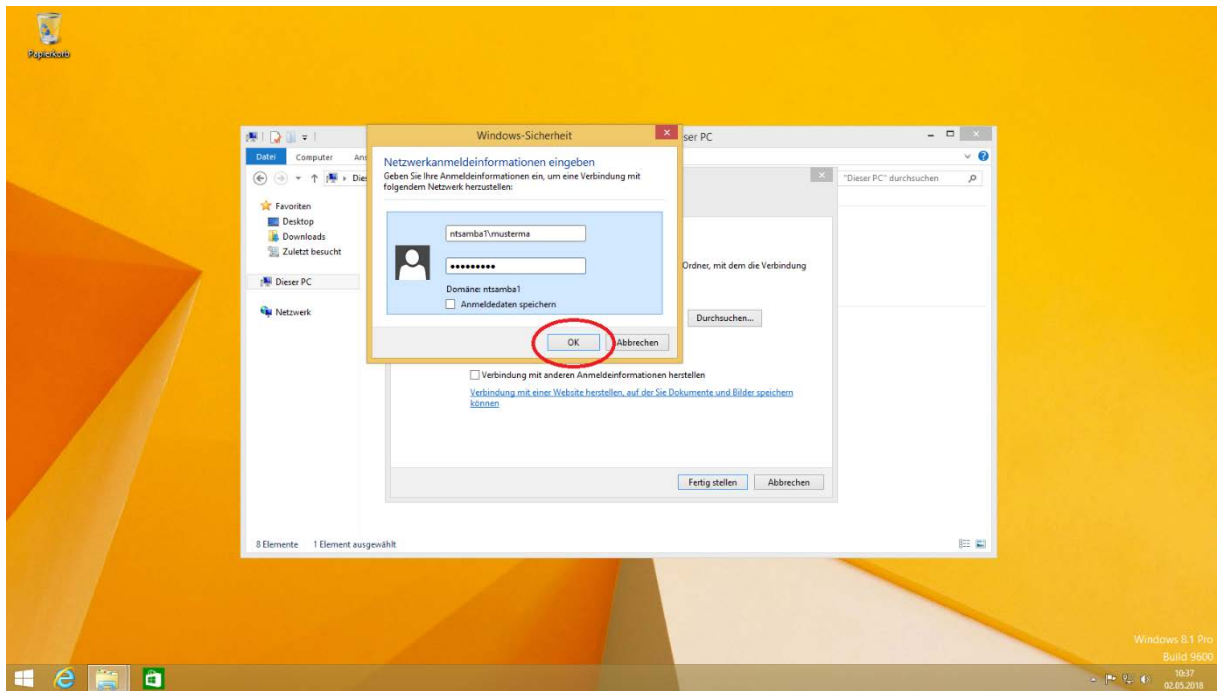 Papierkorb
Windows-Sicherheit
ser PC
Datei Computer Ans
Netzwerkanmeldeinformationen eingeben
Geben Sie Ihre Anmeldeinformationen ein, um eine Verbindung mit
folgendem Netzwerk herzustellen:
Dies
"Dieser PC" durchsuchen
Favoriten
Desktop
Downloads
Zuletzt besucht
Dieser PC
Netzwerk
ntsamba1\musterma
•••••••••
Domäne: ntsamba1
Anmeldedaten speichern
OK Abbrechen
Ordner, mit dem die Verbindung
Durchsuchen...
Verbindung mit anderen Anmeldeinformationen herstellen
Verbindung mit einer Website herstellen, auf der Sie Dokumente und Bilder speichern
können
Fertig stellen Abbrechen
8 Elemente 1 Element ausgewählt
Windows 8.1 Pro
Build 9600
10:37
02.05.2018